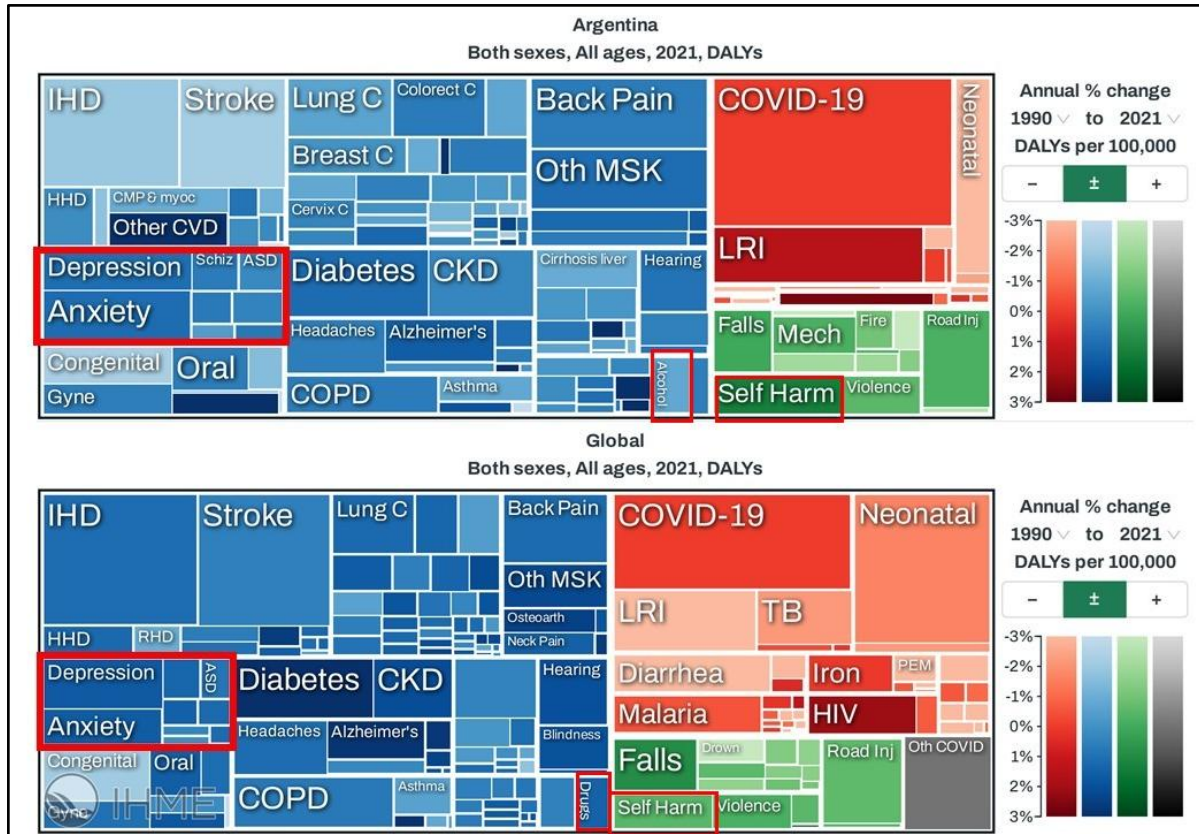 Argentina
Both sexes, All ages, 2021, DALYs
IHD
Stroke
HHD
CMP & myoc
Other CVD
Depression
Schiz
ASD
Anxiety
Congenital
Oral
Gyne
Lung C
Colorect C
Breast C
Cervix C
Diabetes
CKD
Headaches
Alzheimer's
COPD
Asthma
Back Pain
Oth MSK
Cirrhosis liver
Hearing
Alcohol
COVID-19
Neonatal
LRI
Falls
Mech
Fire
Road Inj
Self Harm
Violence
Annual % change
1990 to 2021
DALYs per 100,000
− ± +
-3%
-2%
-1%
0%
1%
2%
3%
Global
Both sexes, All ages, 2021, DALYs
IHD
Stroke
HHD
RHD
Depression
ASD
Anxiety
Congenital
Oral
Gyne
IHME
Lung C
Back Pain
Oth MSK
Osteoarth
Neck Pain
Diabetes
CKD
Hearing
Headaches
Alzheimer's
Blindness
COPD
Asthma
Drugs
COVID-19
Neonatal
LRI
TB
Diarrhea
Iron
PEM
Malaria
HIV
Falls
Drown
Road Inj
Oth COVID
Self Harm
Violence
Annual % change
1990 to 2021
DALYs per 100,000
− ± +
-3%
-2%
-1%
0%
1%
2%
3%